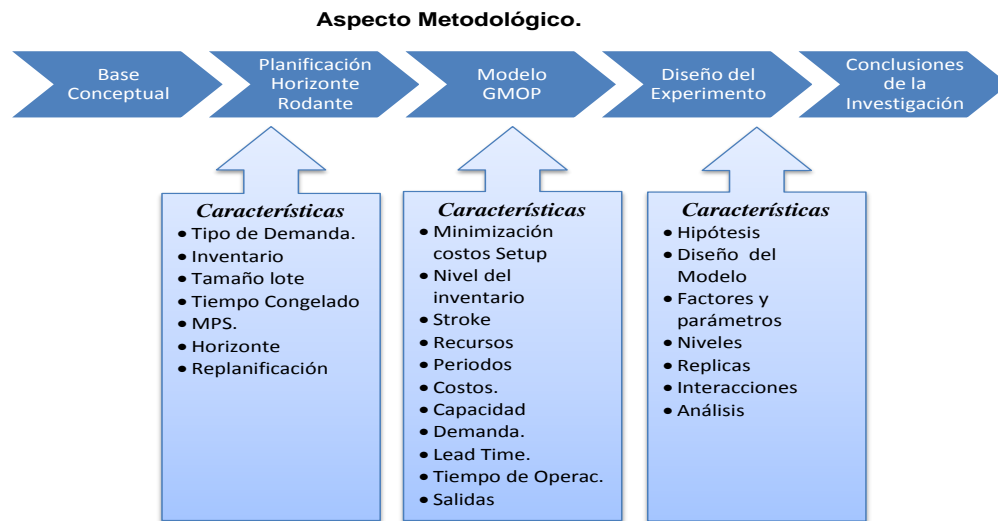 Aspecto Metodológico.
Base
Conceptual
Planificación
Horizonte
Rodante
Modelo
GMOP
Diseño del
Experimento
Conclusiones
de la
Investigación
Características
• Tipo de Demanda.
• Inventario
• Tamaño lote
• Tiempo Congelado
• MPS.
• Horizonte
• Replanificación
Características
• Minimización
costos Setup
• Nivel del
inventario
• Stroke
• Recursos
• Periodos
• Costos.
• Capacidad
• Demanda.
• Lead Time.
• Tiempo de Operac.
• Salidas
Características
• Hipótesis
• Diseño del
Modelo
• Factores y
parámetros
• Niveles
• Replicas
• Interacciones
• Análisis